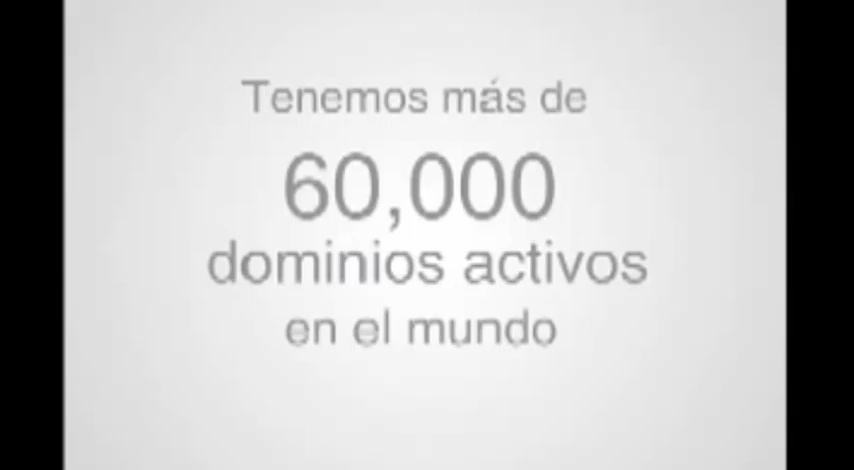 Tenemos más de
60,000
dominios activos
en el mundo